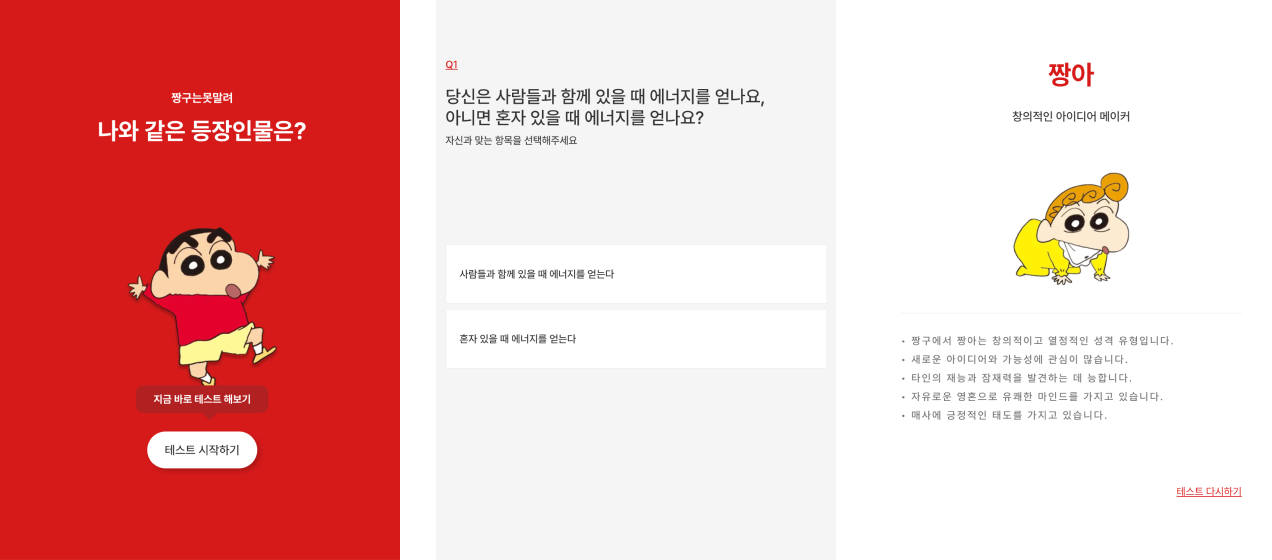 짱구는못말려
나와 같은 등장인물은?
지금 바로 테스트 해보기
테스트 시작하기
Q1
당신은 사람들과 함께 있을 때 에너지를 얻나요,
아니면 혼자 있을 때 에너지를 얻나요?
자신과 맞는 항목을 선택해주세요
사람들과 함께 있을 때 에너지를 얻는다
혼자 있을 때 에너지를 얻는다
짱아
창의적인 아이디어 메이커
• 짱구에서 짱아는 창의적이고 열정적인 성격 유형입니다.
• 새로운 아이디어와 가능성에 관심이 많습니다.
• 타인의 재능과 잠재력을 발견하는 데 능합니다.
• 자유로운 영혼으로 유쾌한 마인드를 가지고 있습니다.
• 매사에 긍정적인 태도를 가지고 있습니다.
테스트 다시하기